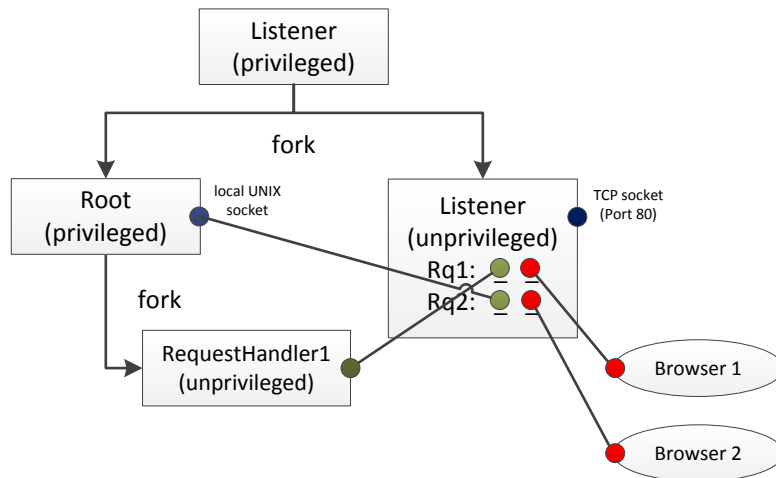 Listener
(privileged)
fork
Root
(privileged)
local UNIX
socket
Listener
(unprivileged)
TCP socket
(Port 80)
Rq1:
Rq2:
fork
RequestHandler1
(unprivileged)
Browser 1
Browser 2